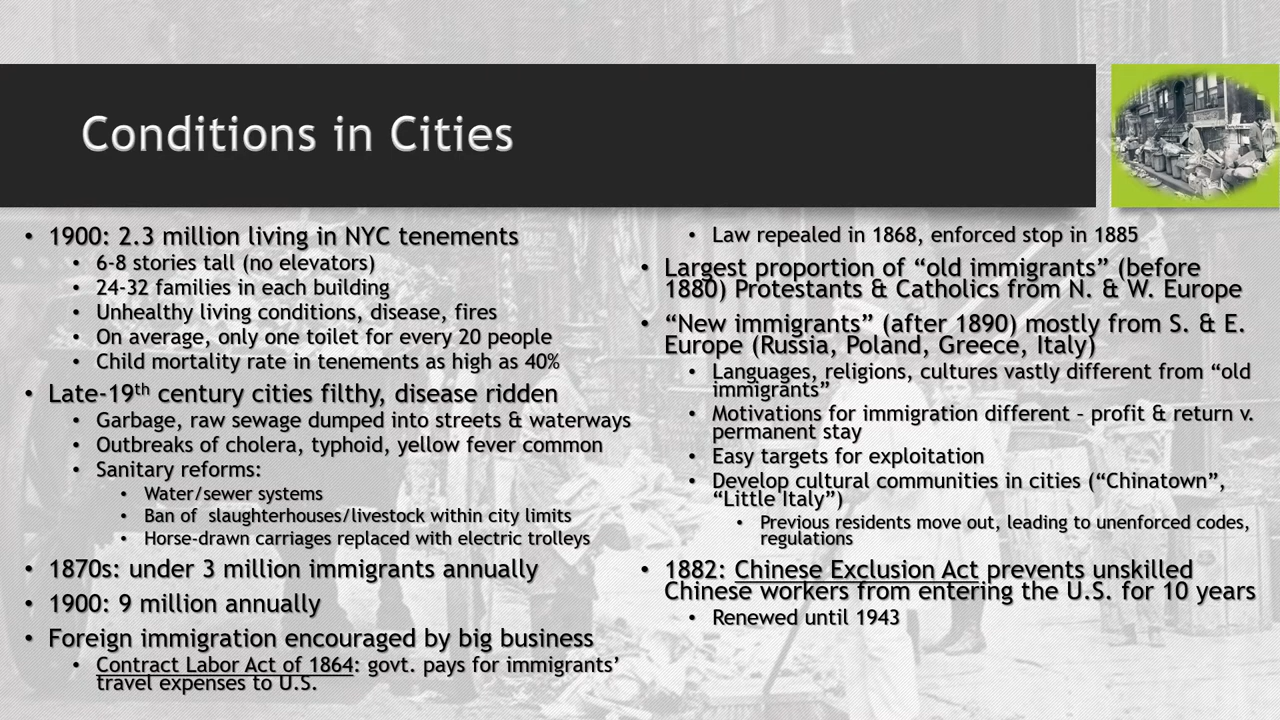 Conditions in Cities
• 1900: 2.3 million living in NYC tenements
• 6-8 stories tall (no elevators)
• 24-32 families in each building
• Unhealthy living conditions, disease, fires
• On average, only one toilet for every 20 people
• Child mortality rate in tenements as high as 40%
• Late-19th century cities filthy, disease ridden
• Garbage, raw sewage dumped into streets & waterways
• Outbreaks of cholera, typhoid, yellow fever common
• Sanitary reforms:
• Water/sewer systems
• Ban of  slaughterhouses/livestock within city limits
• Horse-drawn carriages replaced with electric trolleys
• 1870s: under 3 million immigrants annually
• 1900: 9 million annually
• Foreign immigration encouraged by big business
• Contract Labor Act of 1864: govt. pays for immigrants’
travel expenses to U.S.
• Law repealed in 1868, enforced stop in 1885
• Largest proportion of “old immigrants” (before
1880) Protestants & Catholics from N. & W. Europe
• “New immigrants” (after 1890) mostly from S. & E.
Europe (Russia, Poland, Greece, Italy)
• Languages, religions, cultures vastly different from “old
immigrants”
• Motivations for immigration different – profit & return v.
permanent stay
• Easy targets for exploitation
• Develop cultural communities in cities (“Chinatown”,
“Little Italy”)
• Previous residents move out, leading to unenforced codes,
regulations
• 1882: Chinese Exclusion Act prevents unskilled
Chinese workers from entering the U.S. for 10 years
• Renewed until 1943